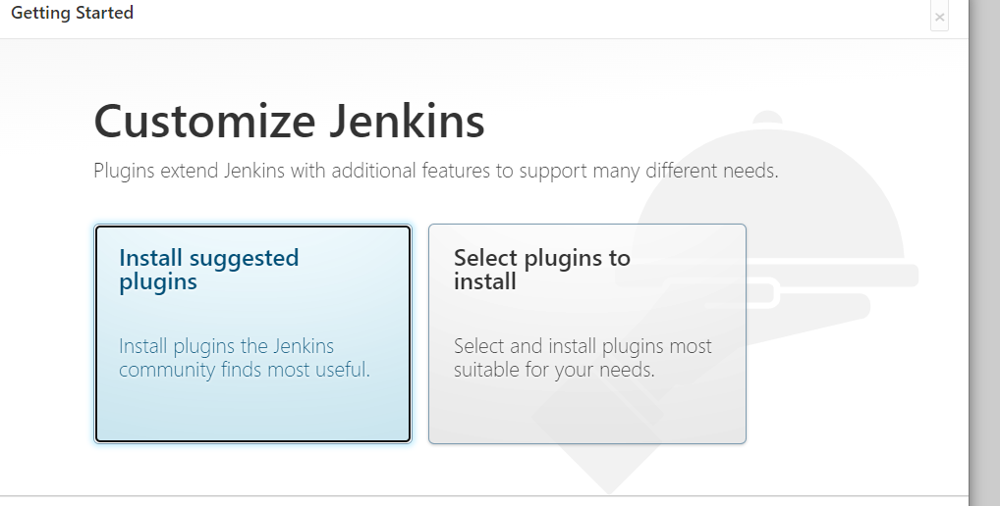 Getting Started
×
Customize Jenkins
Plugins extend Jenkins with additional features to support many different needs.
Install suggested
plugins
Install plugins the Jenkins
community finds most useful.
Select plugins to
install
Select and install plugins most
suitable for your needs.